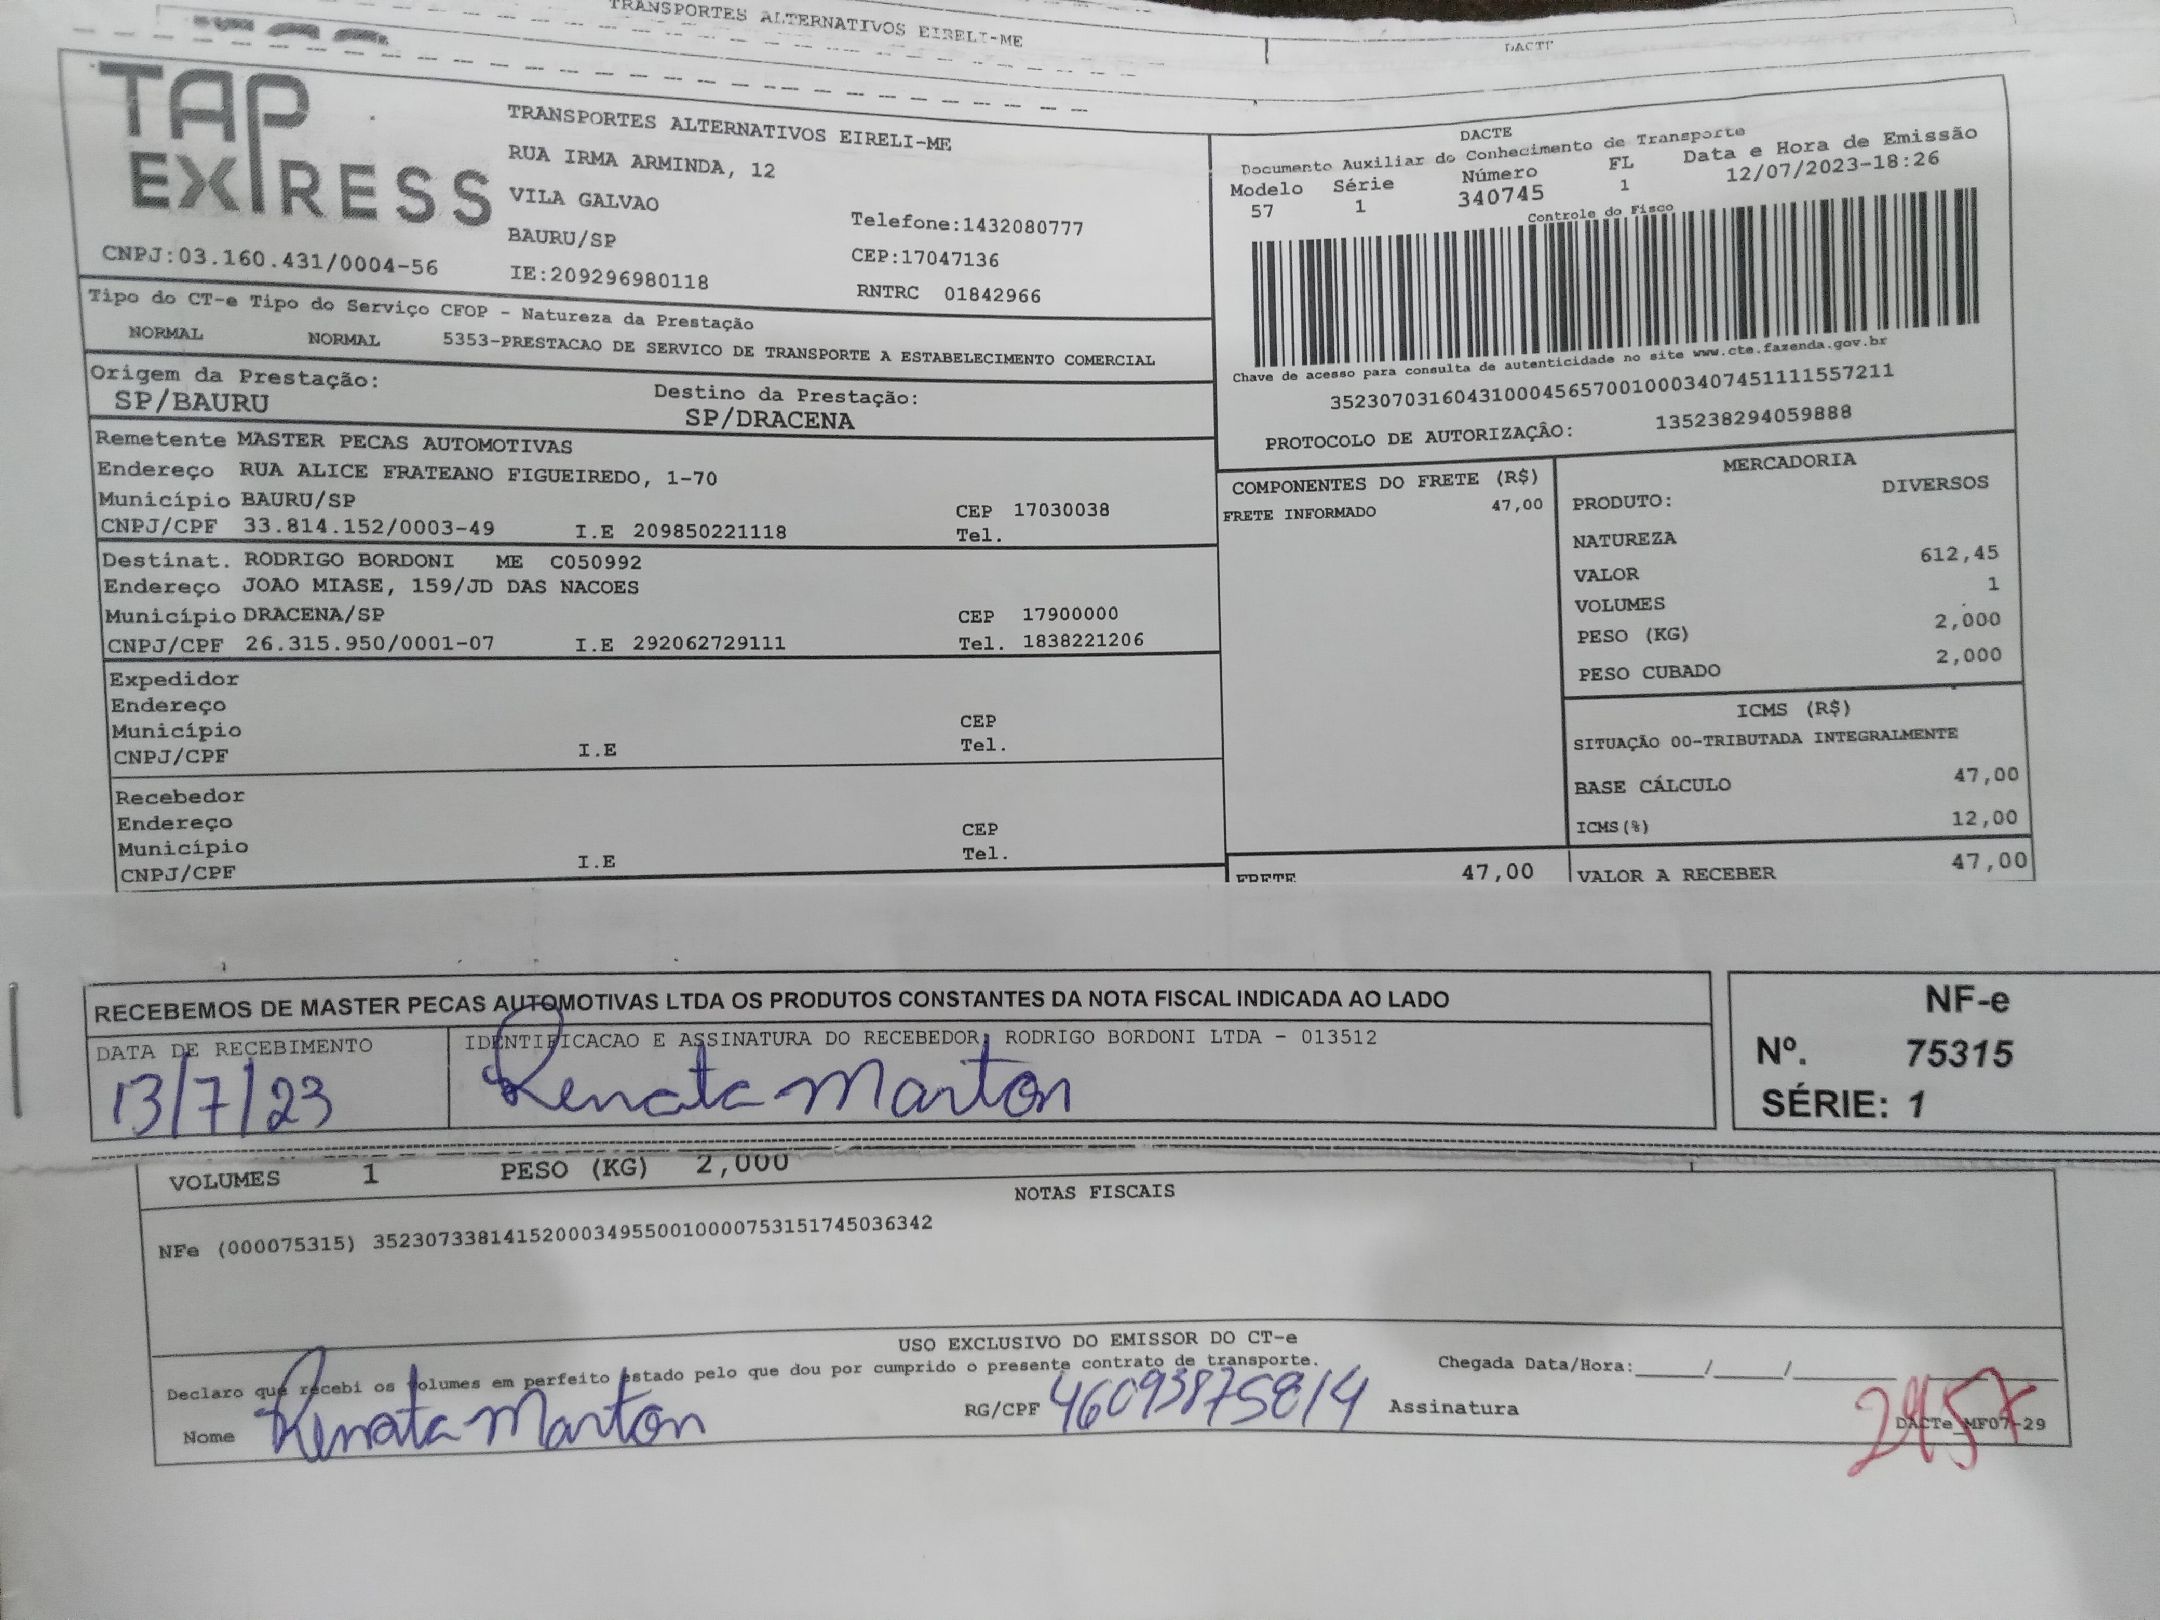 TRANSPORTES ALTERNATIVOS EIRELI-ME
TAP EXPRESS
CNPJ:03.160.431/0004-56
TRANSPORTES ALTERNATIVOS EIRELI-ME
RUA IRMA ARMINDA, 12
VILA GALVAO
BAURU/SP
IE:209296980118
Telefone:1432080777
CEP:17047136
RNTRC 01842966
DACTE
Documento Auxiliar do Conhecimento de Transporte
Modelo Série Número FL Data e Hora de Emissão
57 1 340745 1 12/07/2023-18:26
Controle do Fisco
Chave de acesso para consulta de autenticidade no site www.cte.fazenda.gov.br
35230703160431000456570010003407451111557211
PROTOCOLO DE AUTORIZAÇÂO: 135238294059888
Tipo do CT-e Tipo do Serviço CFOP - Natureza da Prestação
NORMAL NORMAL 5353-PRESTACAO DE SERVICO DE TRANSPORTE A ESTABELECIMENTO COMERCIAL
Origem da Prestação: Destino da Prestação:
SP/BAURU SP/DRACENA
Remetente MASTER PECAS AUTOMOTIVAS
Endereço RUA ALICE FRATEANO FIGUEIREDO, 1-70
Município BAURU/SP CEP 17030038
CNPJ/CPF 33.814.152/0003-49 I.E 209850221118 Tel.
Destinat. RODRIGO BORDONI ME C050992
Endereço JOAO MIASE, 159/JD DAS NACOES
Município DRACENA/SP CEP 17900000
CNPJ/CPF 26.315.950/0001-07 I.E 292062729111 Tel. 1838221206
Expedidor
Endereço
Município CEP
CNPJ/CPF I.E Tel.
Recebedor
Endereço
Município CEP
CNPJ/CPF I.E Tel.
COMPONENTES DO FRETE (R$)
FRETE INFORMADO 47,00
FRETE 47,00
MERCADORIA
PRODUTO: DIVERSOS
NATUREZA
VALOR 612,45
VOLUMES 1
PESO (KG) 2,000
PESO CUBADO 2,000
ICMS (R$)
SITUAÇÃO 00-TRIBUTADA INTEGRALMENTE
BASE CÁLCULO 47,00
ICMS(%) 12,00
VALOR A RECEBER 47,00
RECEBEMOS DE MASTER PECAS AUTOMOTIVAS LTDA OS PRODUTOS CONSTANTES DA NOTA FISCAL INDICADA AO LADO
DATA DE RECEBIMENTO IDENTIFICACAO E ASSINATURA DO RECEBEDOR: RODRIGO BORDONI LTDA - 013512
13/7/23 Renata Marton
NF-e
Nº. 75315
SÉRIE: 1
VOLUMES 1 PESO (KG) 2,000
NOTAS FISCAIS
NFe (000075315) 35230733814152000349550010000753151745036342
USO EXCLUSIVO DO EMISSOR DO CT-e
Declaro que recebi os volumes em perfeito estado pelo que dou por cumprido o presente contrato de transporte. Chegada Data/Hora:_____/_____/_____
Nome Renata Marton RG/CPF Assinatura
DACTe_MF07-29